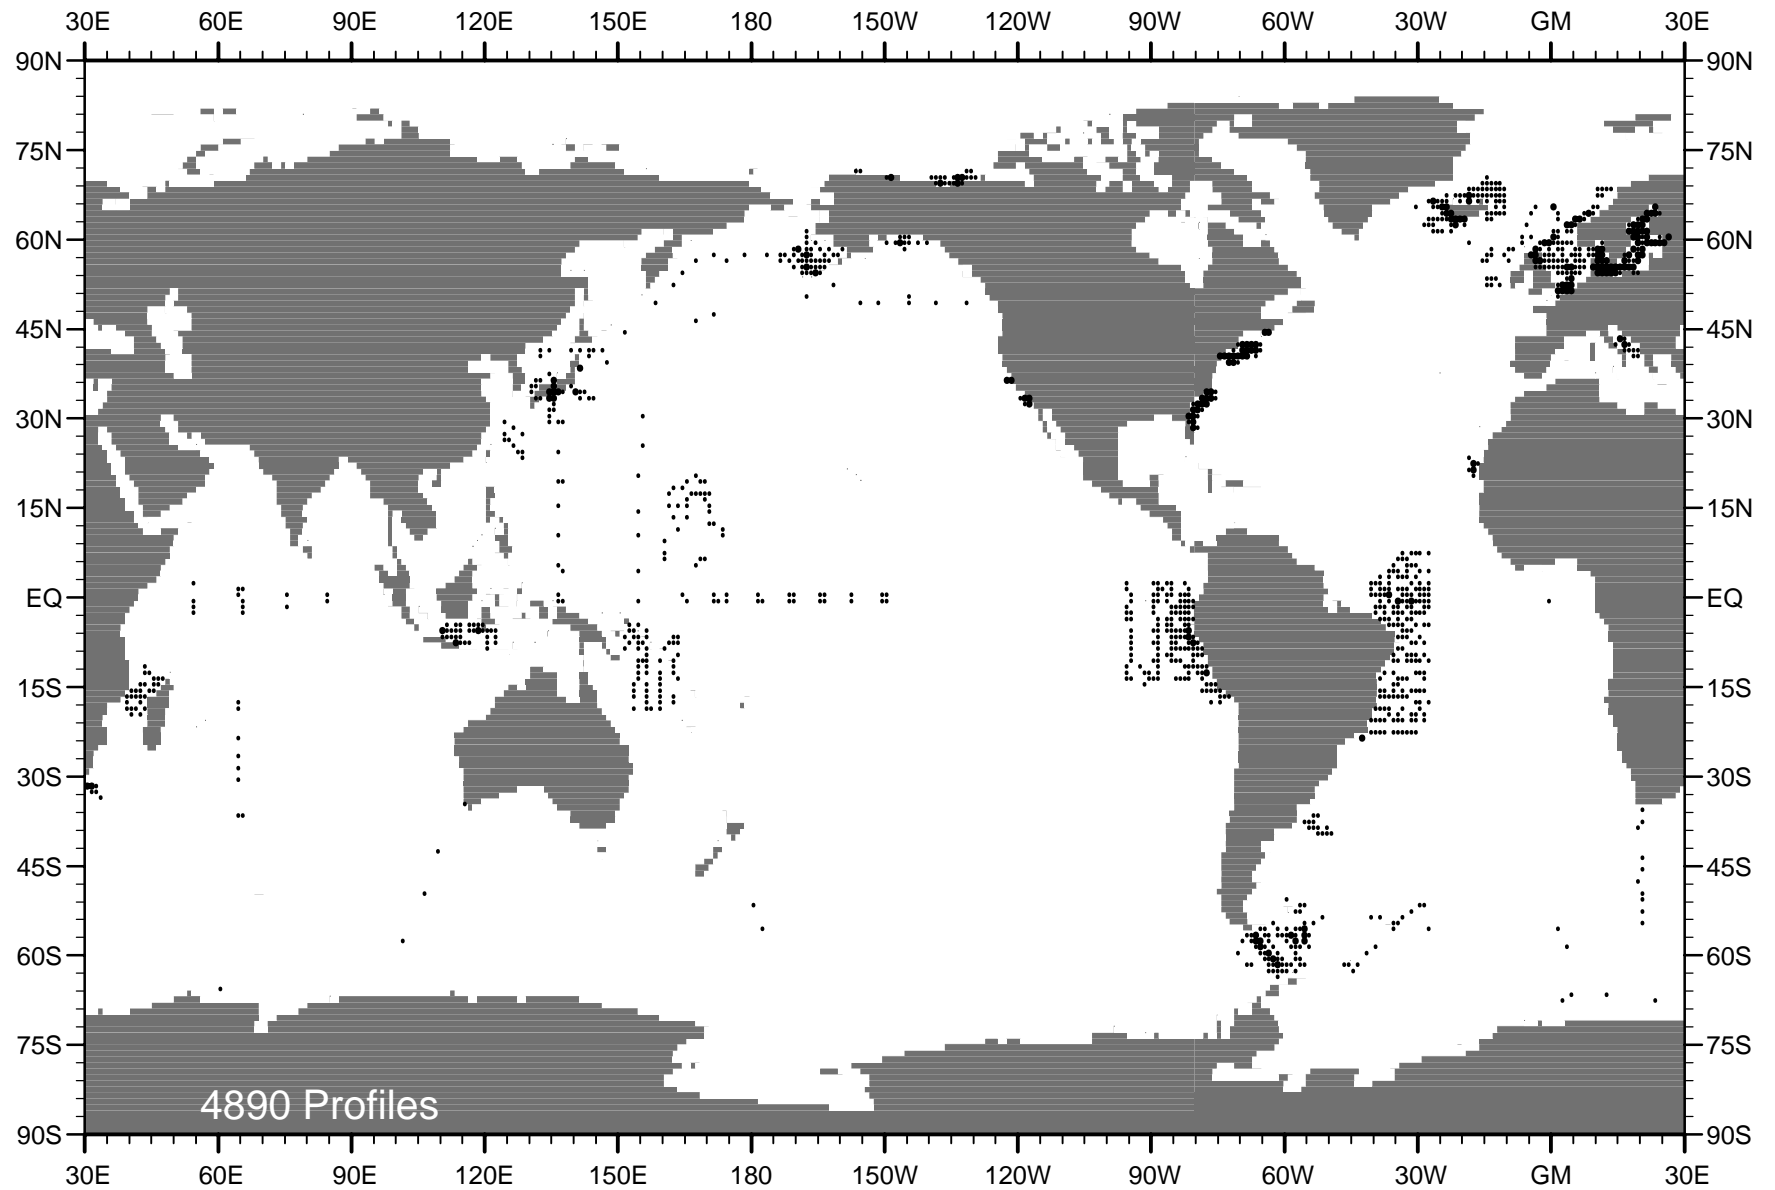 30E 60E 90E 120E 150E 180 150W 120W 90W 60W 30W GM 30E
90N 90N
75N 75N
60N 60N
45N 45N
30N 30N
15N 15N
EQ EQ
15S 15S
30S 30S
45S 45S
60S 60S
75S 75S
4890 Profiles
90S 90S
30E 60E 90E 120E 150E 180 150W 120W 90W 60W 30W GM 30E